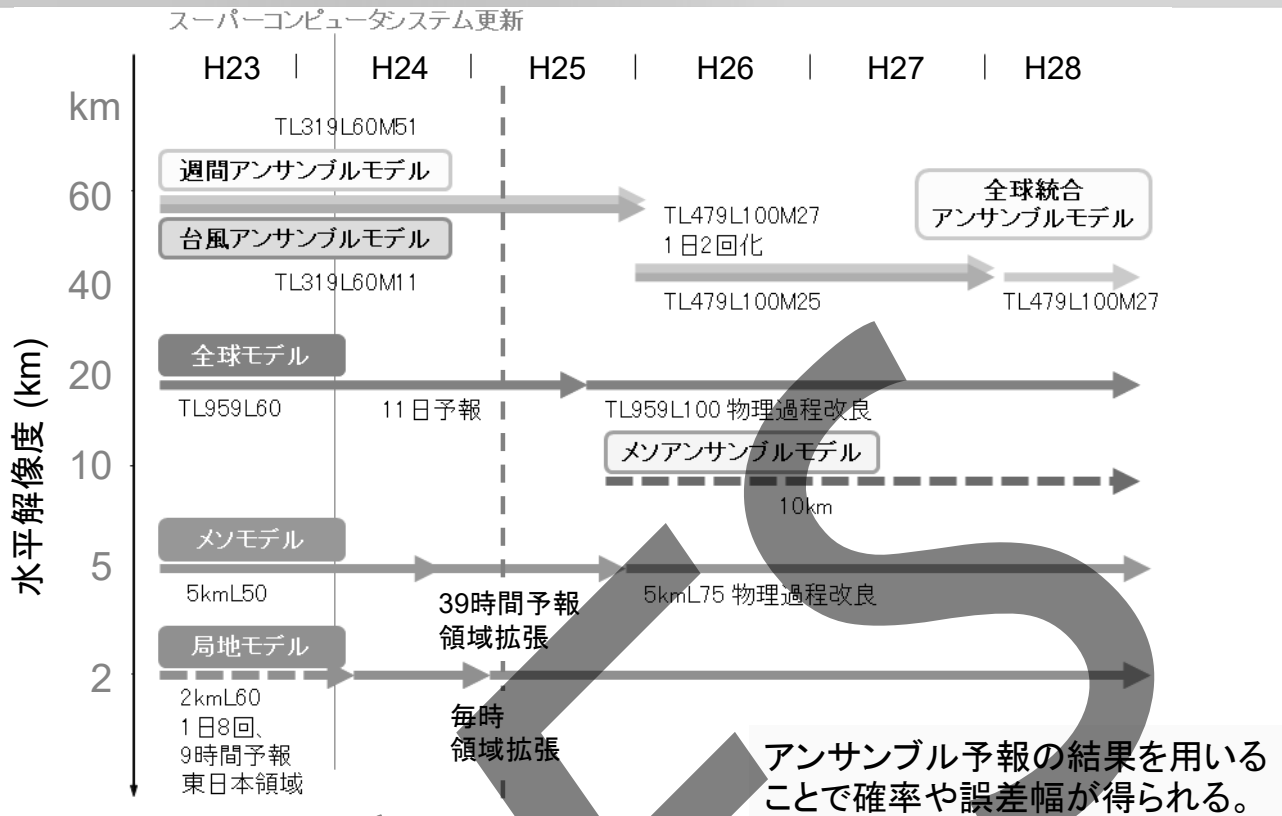 スーパーコンピュータシステム更新
H23 H24 H25 H26 H27 H28
km
TL319L60M51
週間アンサンブルモデル
60
台風アンサンブルモデル
TL319L60M11
TL479L100M27
1日2回化
全球統合
アンサンブルモデル
40
TL479L100M25
TL479L100M27
水平解像度 (km)
全球モデル
20
TL959L60
11日予報
TL959L100 物理過程改良
メソアンサンブルモデル
10
10km
メソモデル
5
5kmL50
39時間予報
領域拡張
5kmL75 物理過程改良
局地モデル
2
2kmL60
1日8回、
9時間予報
東日本領域
毎時
領域拡張
アンサンブル予報の結果を用いる
ことで確率や誤差幅が得られる。